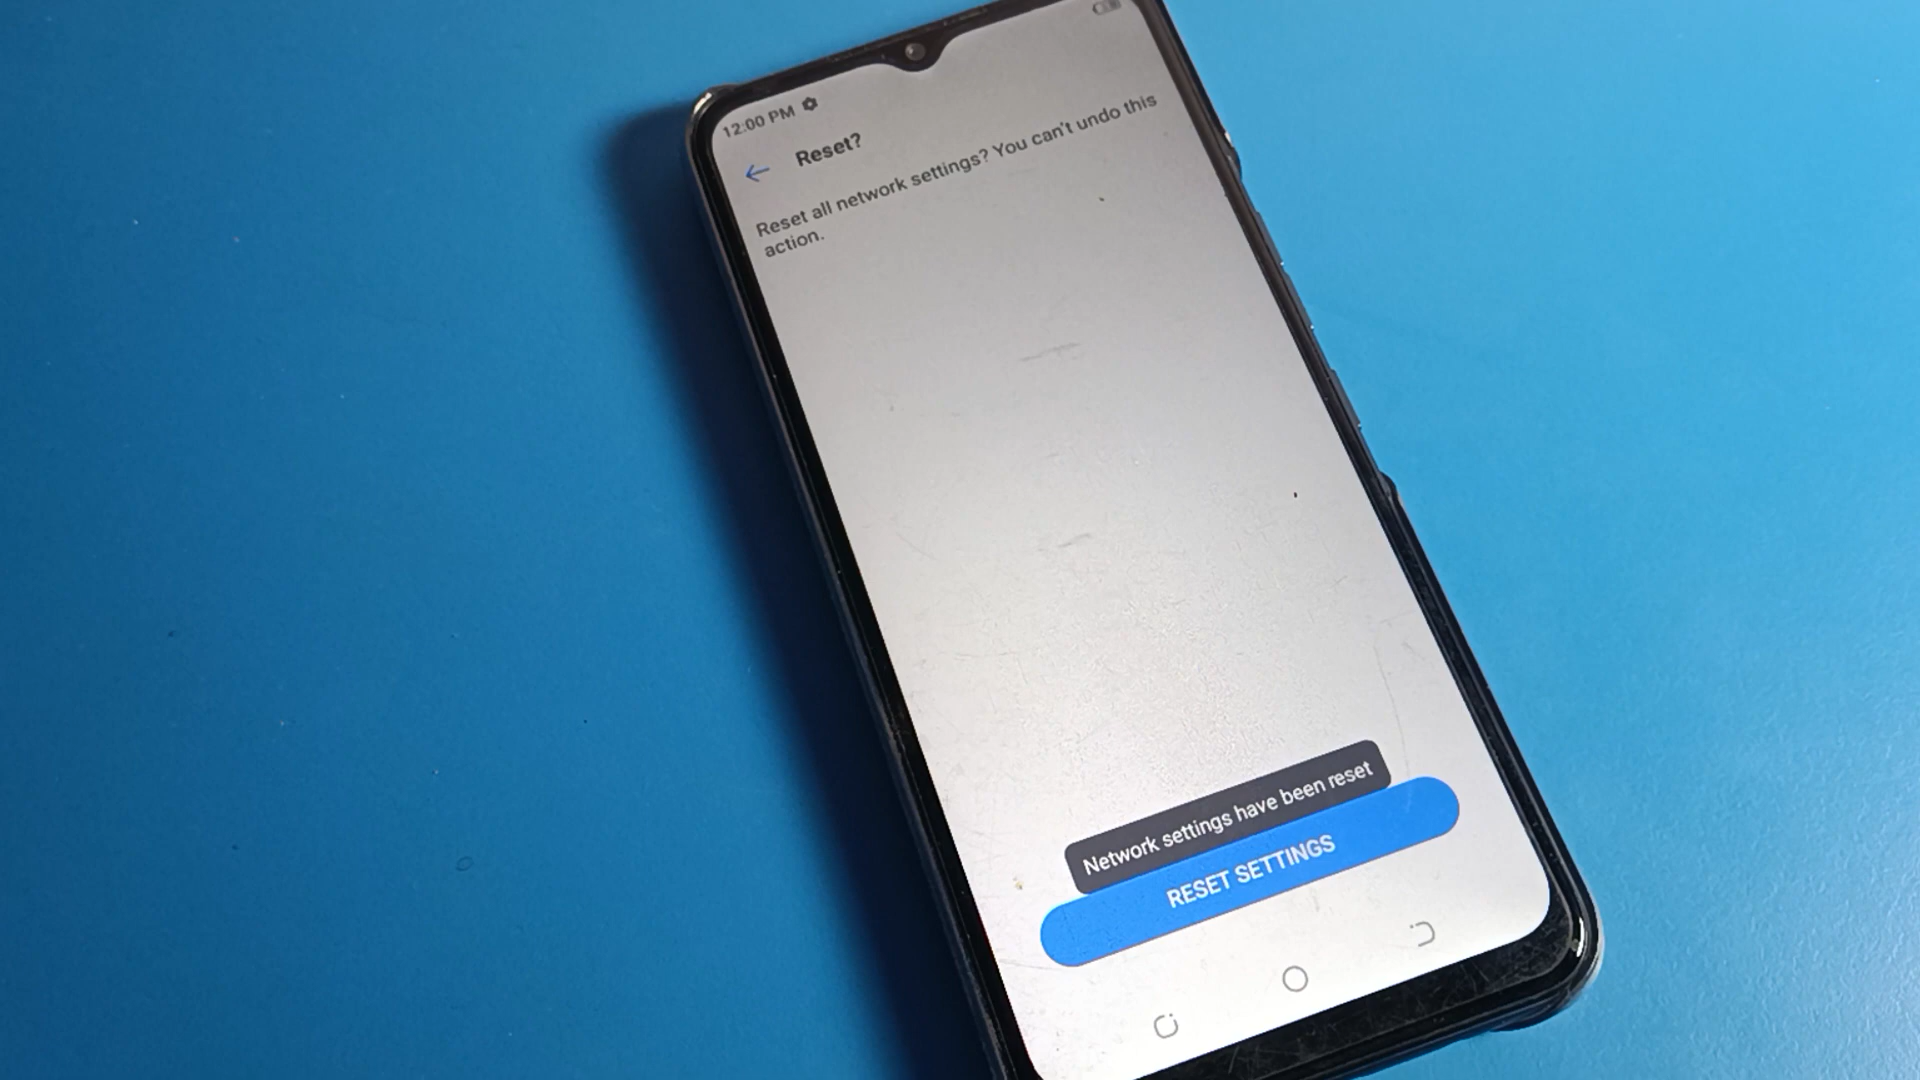 12:00 PM
Reset?
Reset all network settings? You can't undo this
action.
Network settings have been reset
RESET SETTINGS